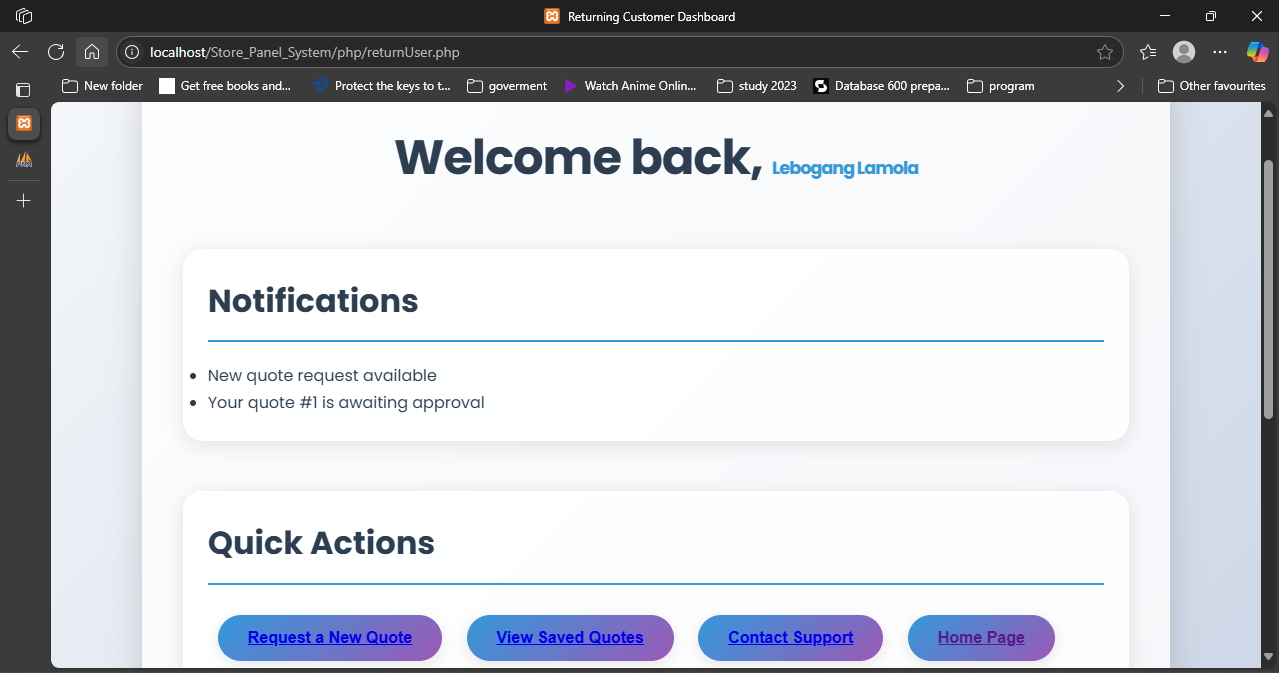 Returning Customer Dashboard
localhost/Store_Panel_System/php/returnUser.php
New folder
Get free books and...
Protect the keys to t...
goverment
Watch Anime Onlin...
study 2023
Database 600 prepa...
program
Other favourites
Welcome back, Lebogang Lamola
Notifications
New quote request available
Your quote #1 is awaiting approval
Quick Actions
Request a New Quote
View Saved Quotes
Contact Support
Home Page